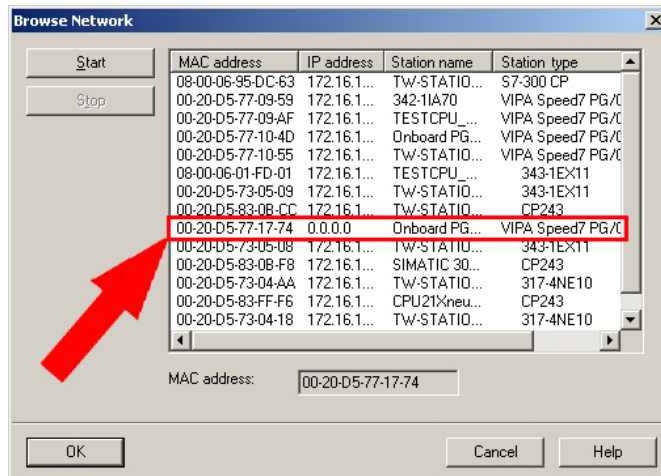 Browse Network
Start
Stop
MAC address IP address Station name Station type
08-00-06-95-DC-63 172.16.1... TW-STATIO... S7-300 CP
00-20-D5-77-09-59 172.16.1... 342-1IA70 VIPA Speed7 PG/0
00-20-D5-77-09-AF 172.16.1... TESTCPU_... VIPA Speed7 PG/0
00-20-D5-77-10-4D 172.16.1... Onboard PG... VIPA Speed7 PG/0
00-20-D5-77-10-55 172.16.1... TW-STATIO... VIPA Speed7 PG/0
08-00-06-01-FD-01 172.16.1... TESTCPU_... 343-1EX11
00-20-D5-73-05-09 172.16.1... TW-STATIO... 343-1EX11
00-20-D5-83-0B-CC 172.16.1... TW-STATIO... CP243
00-20-D5-77-17-74 0.0.0.0 Onboard PG... VIPA Speed7 PG/0
00-20-D5-73-05-08 172.16.1... TW-STATIO... 343-1EX11
00-20-D5-83-0B-F8 172.16.1... SIMATIC 30... CP243
00-20-D5-73-04-AA 172.16.1... TW-STATIO... 317-4NE10
00-20-D5-83-FF-F6 172.16.1... CPU21Xneu... CP243
00-20-D5-73-04-18 172.16.1... TW-STATIO... 317-4NE10
MAC address: 00-20-D5-77-17-74
OK Cancel Help